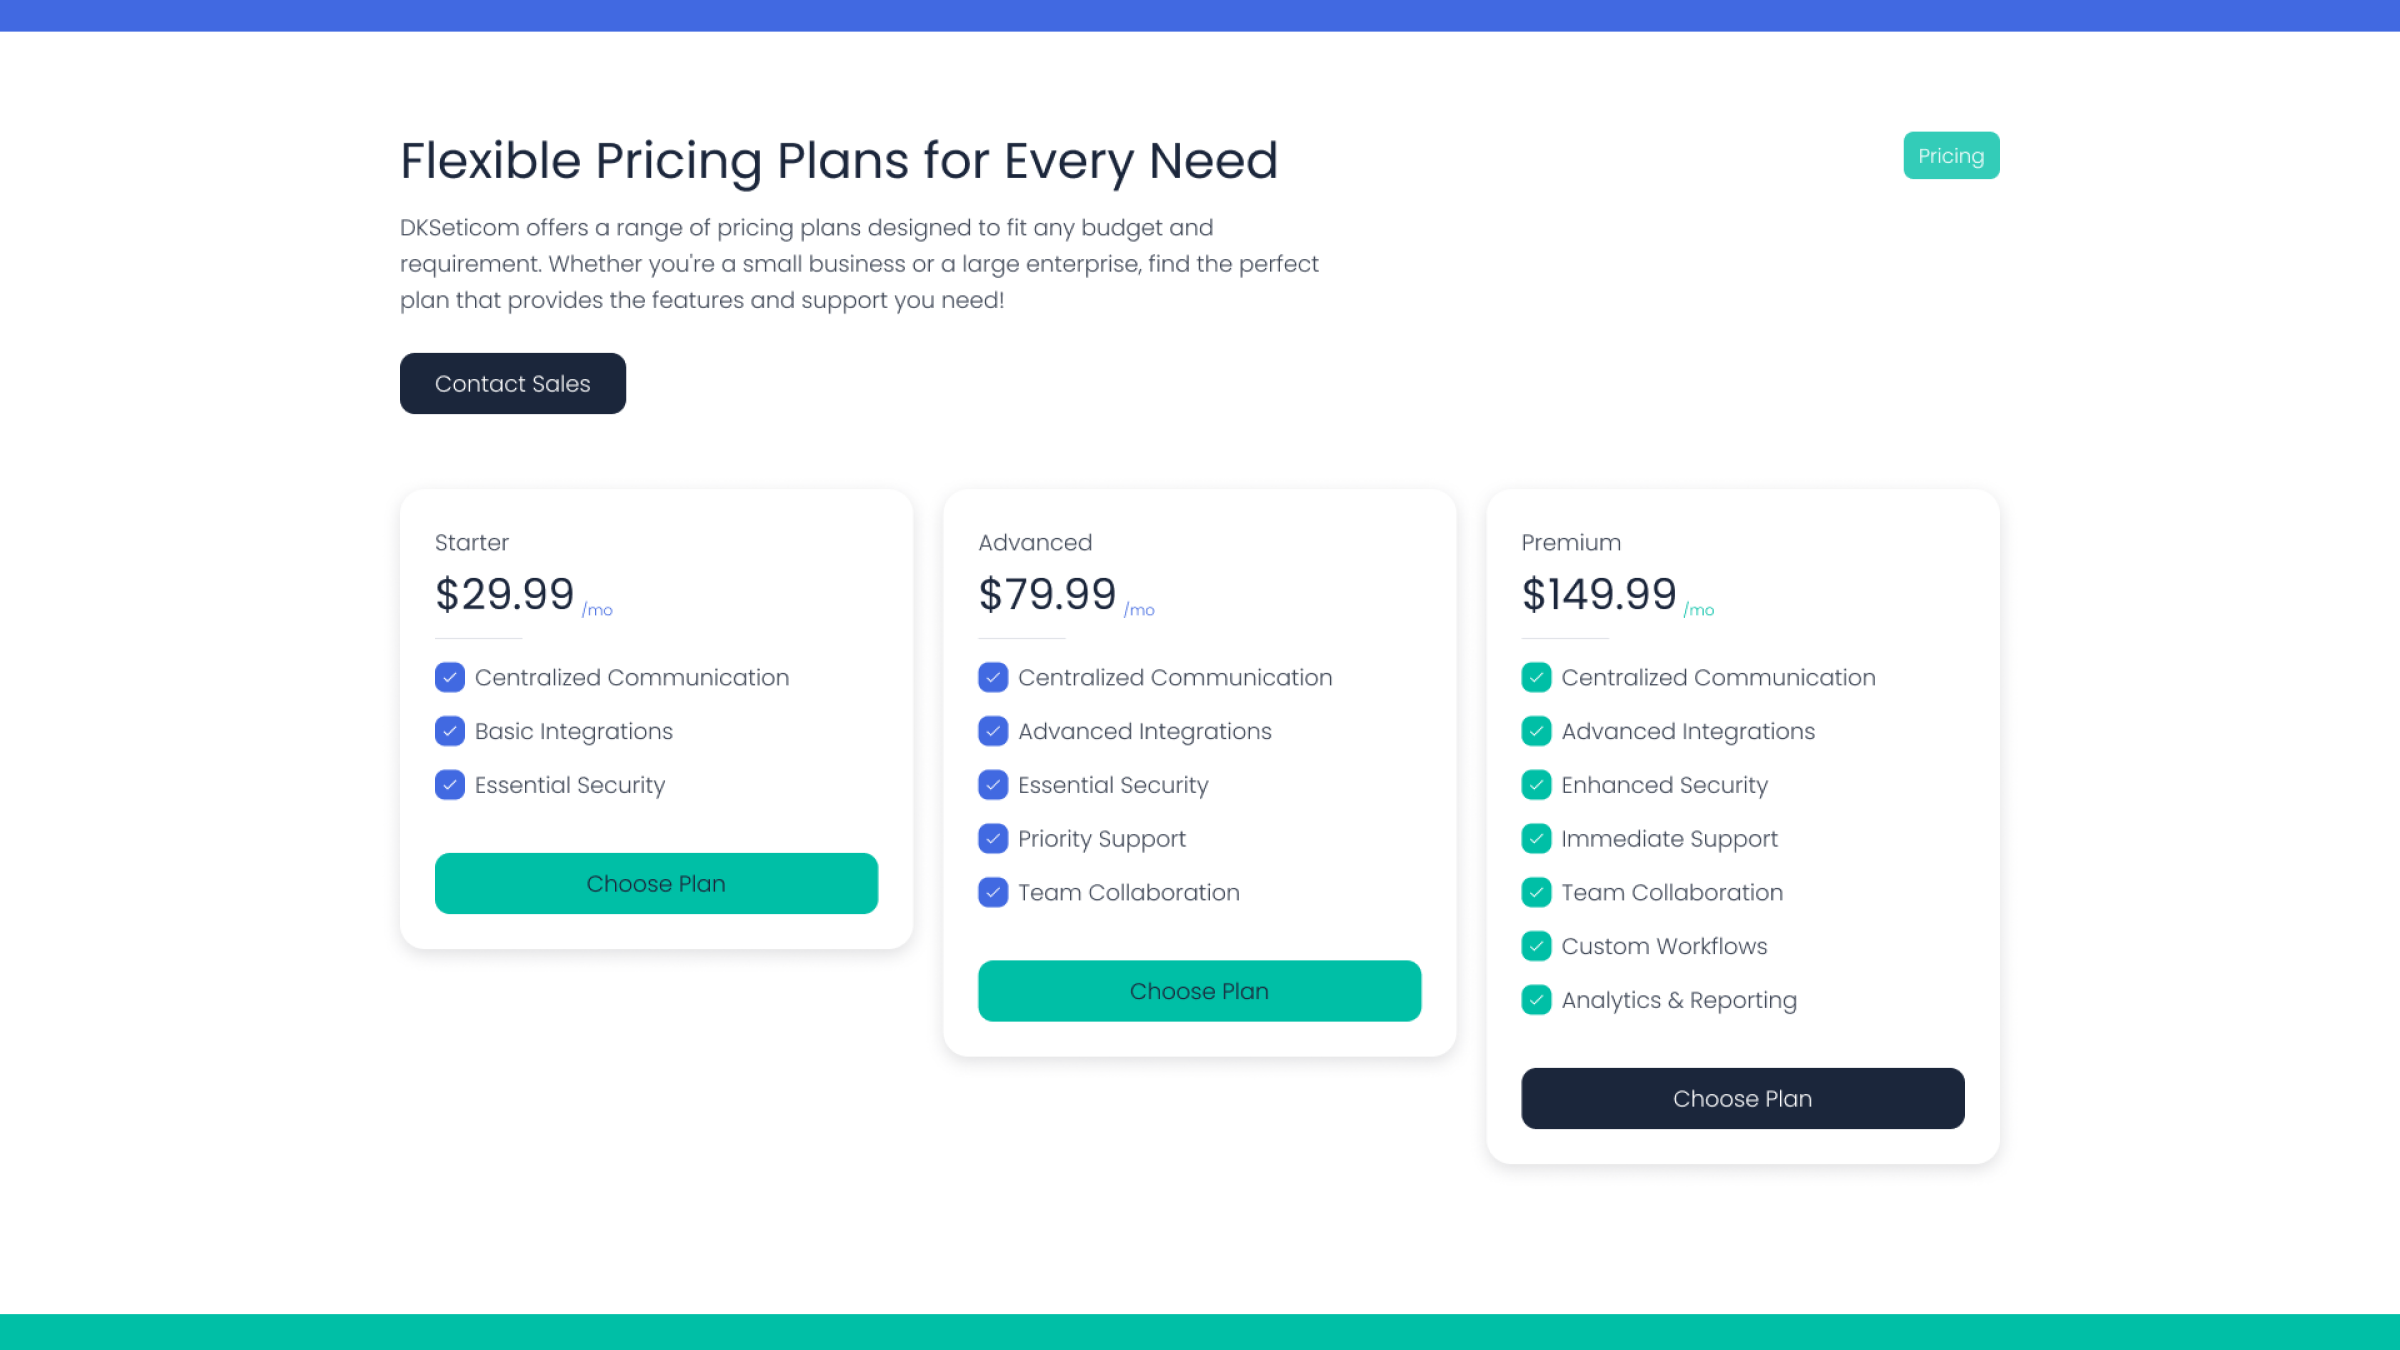 Flexible Pricing Plans for Every Need
Pricing
DKSeticom offers a range of pricing plans designed to fit any budget and
requirement. Whether you're a small business or a large enterprise, find the perfect
plan that provides the features and support you need!
Contact Sales
Starter
$29.99 /mo
Centralized Communication
Basic Integrations
Essential Security
Choose Plan
Advanced
$79.99 /mo
Centralized Communication
Advanced Integrations
Essential Security
Priority Support
Team Collaboration
Choose Plan
Premium
$149.99 /mo
Centralized Communication
Advanced Integrations
Enhanced Security
Immediate Support
Team Collaboration
Custom Workflows
Analytics & Reporting
Choose Plan